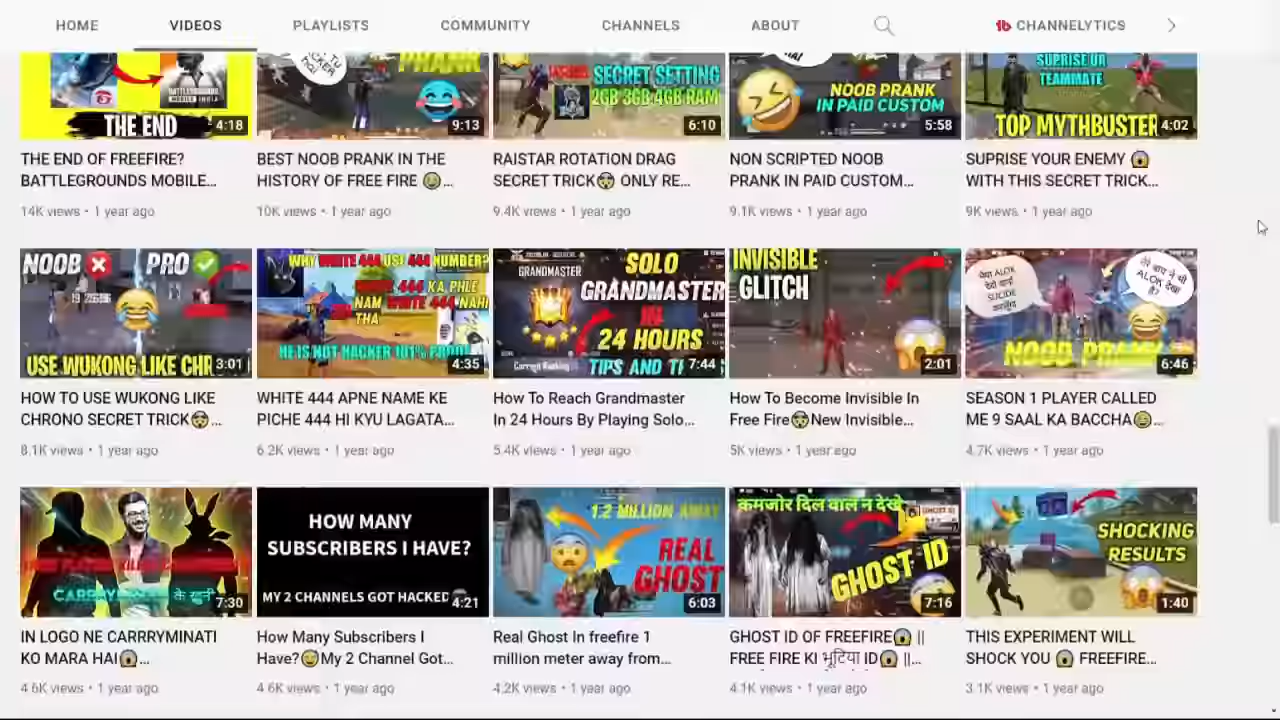 HOME VIDEOS PLAYLISTS COMMUNITY CHANNELS ABOUT CHANNELYTICS
THE END 4:18
THE END OF FREEFIRE?
BATTLEGROUNDS MOBILE...
14K views • 1 year ago
PRANK 9:13
BEST NOOB PRANK IN THE
HISTORY OF FREE FIRE 😂...
10K views • 1 year ago
SECRET SETTING
2GB 3GB 4GB RAM
6:10
RAISTAR ROTATION DRAG
SECRET TRICK😨 ONLY RE...
9.4K views • 1 year ago
NOOB PRANK
IN PAID CUSTOM
5:58
NON SCRIPTED NOOB
PRANK IN PAID CUSTOM...
9.1K views • 1 year ago
SUPRISE UR
TEAMMATE
TOP MYTHBUSTER 4:02
SUPRISE YOUR ENEMY 😱
WITH THIS SECRET TRICK...
9K views • 1 year ago
NOOB ❌ PRO ✅
USE WUKONG LIKE CHR 3:01
HOW TO USE WUKONG LIKE
CHRONO SECRET TRICK😨...
8.1K views • 1 year ago
WHY WHITE 444 USE 444 NUMBER?
WHITE 444 KA PHLE
NAM WHITE 444 NAHI
THA
HE IS NOT HACKER 101% PROOF
4:35
WHITE 444 APNE NAME KE
PICHE 444 HI KYU LAGATA...
6.2K views • 1 year ago
GRANDMASTER
SOLO
GRANDMASTER
IN
24 HOURS
TIPS AND 7:44
How To Reach Grandmaster
In 24 Hours By Playing Solo...
5.4K views • 1 year ago
INVISIBLE
GLITCH
2:01
How To Become Invisible In
Free Fire😨New Invisible...
5K views • 1 year ago
NOOB PRANK
6:46
SEASON 1 PLAYER CALLED
ME 9 SAAL KA BACCHA😂...
4.7K views • 1 year ago
के खुनी
7:30
IN LOGO NE CARRRYMINATI
KO MARA HAI😱...
4.6K views • 1 year ago
HOW MANY
SUBSCRIBERS I HAVE?
MY 2 CHANNELS GOT HACKED
4:21
How Many Subscribers I
Have?😅My 2 Channel Got...
4.6K views • 1 year ago
1.2 MILLION AWAY
REAL
GHOST
6:03
Real Ghost In freefire 1
million meter away from...
4.2K views • 1 year ago
कमजोर दिल वाले न देखे
GHOST ID
7:16
GHOST ID OF FREEFIRE😱 ||
FREE FIRE KI भूटिया ID😱 ||...
4.1K views • 1 year ago
SHOCKING
RESULTS
1:40
THIS EXPERIMENT WILL
SHOCK YOU 😱 FREEFIRE...
3.1K views • 1 year ago